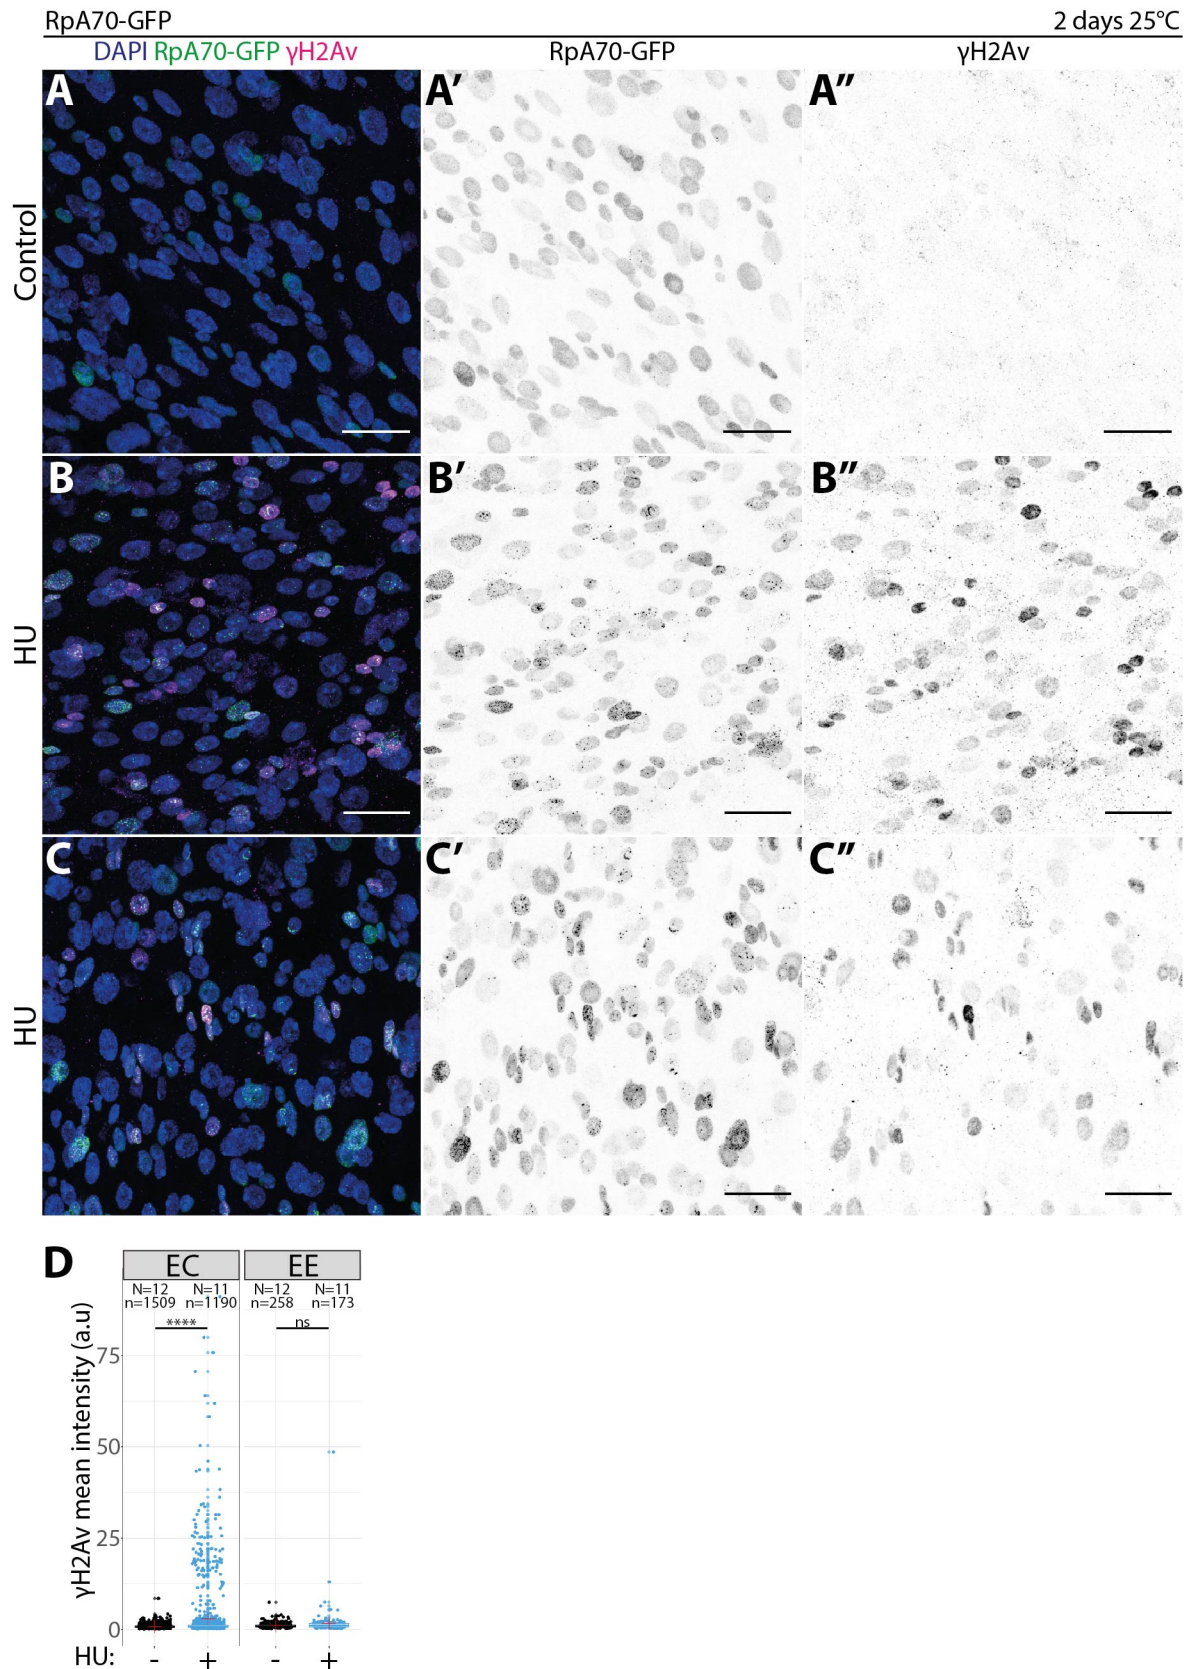 RpA70-GFP 2 days 25°C
DAPI RpA70-GFP γH2Av RpA70-GFP γH2Av
A A′ A″
Control
B B′ B″
HU
C C′ C″
HU
D
EC EE
N=12 N=11 N=12 N=11
n=1509 n=1190 n=258 n=173
**** ns
γH2Av mean intensity (a.u)
75
50
25
0
HU: - + - +